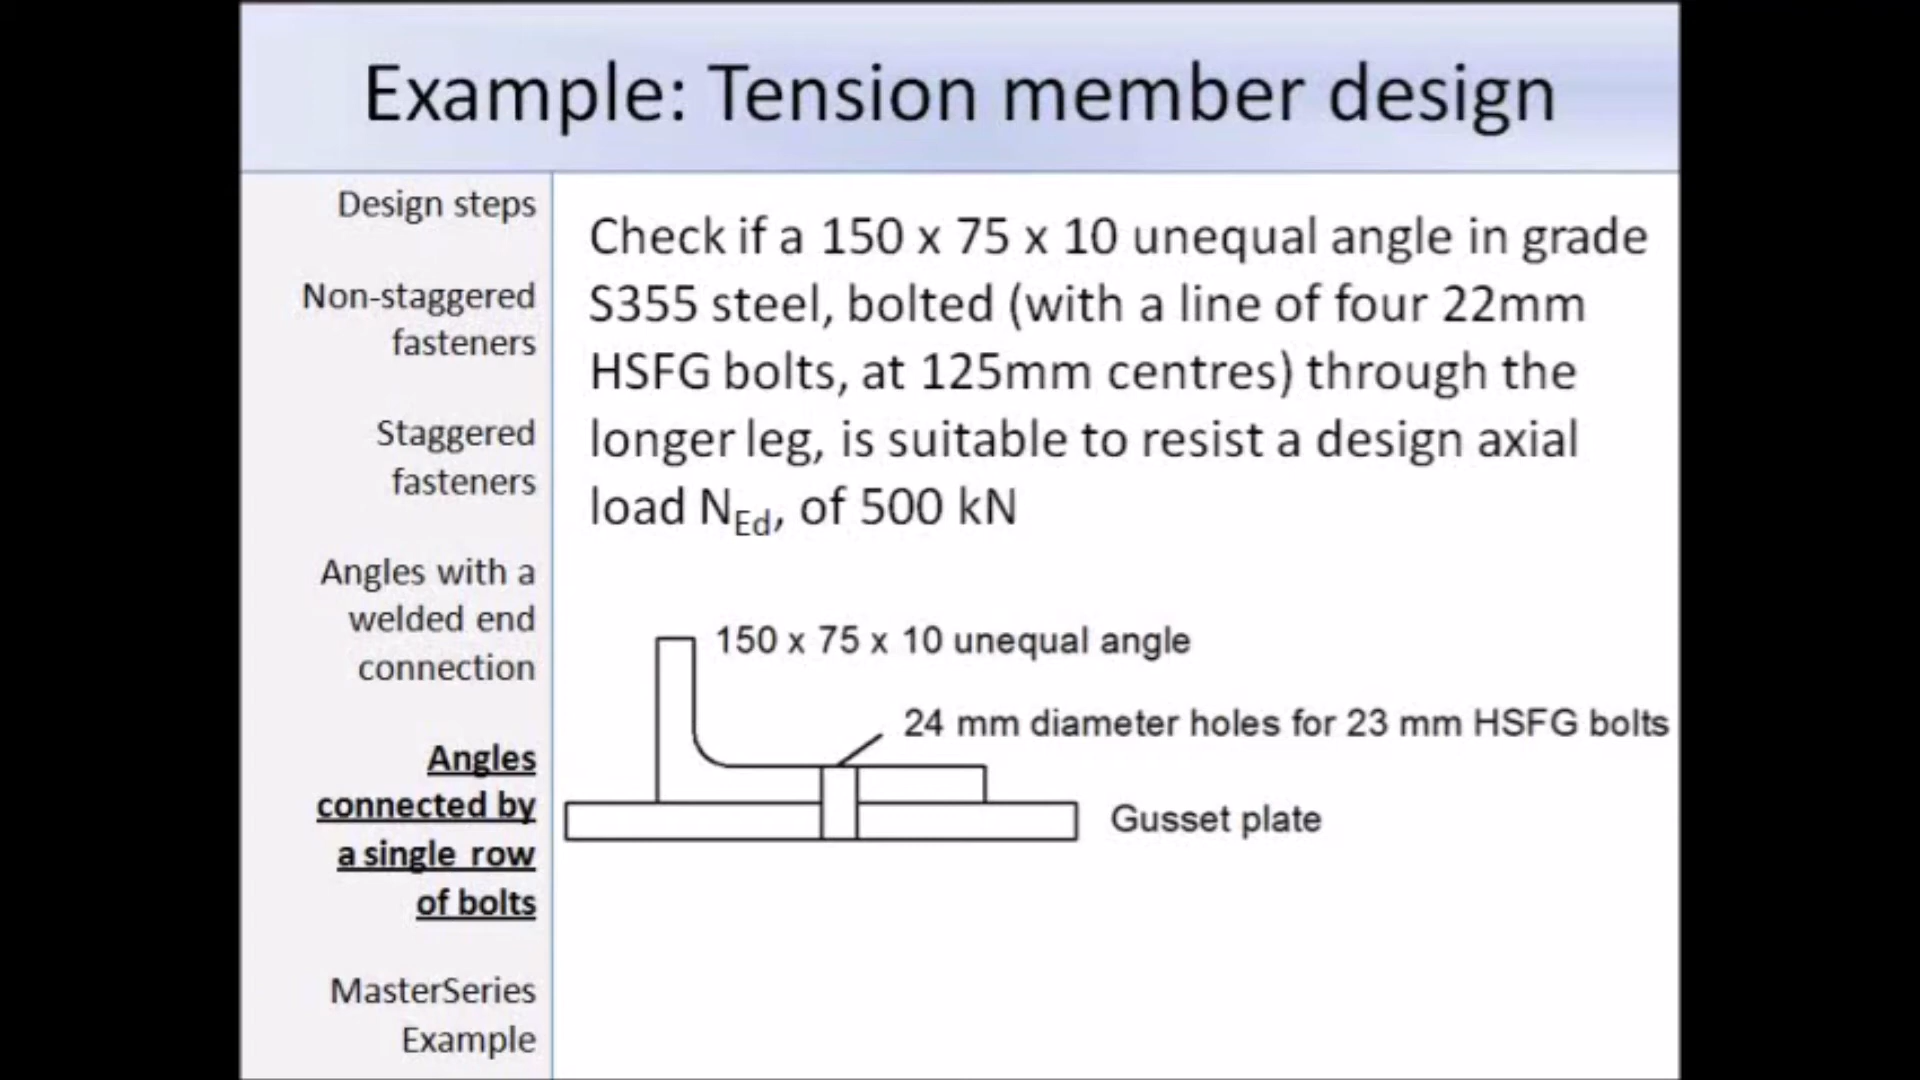 Example: Tension member design
Design steps
Non-staggered
fasteners
Staggered
fasteners
Angles with a
welded end
connection
Angles
connected by
a single row
of bolts
MasterSeries
Example
Check if a 150 x 75 x 10 unequal angle in grade
S355 steel, bolted (with a line of four 22mm
HSFG bolts, at 125mm centres) through the
longer leg, is suitable to resist a design axial
load NEd, of 500 kN
150 x 75 x 10 unequal angle
24 mm diameter holes for 23 mm HSFG bolts
Gusset plate